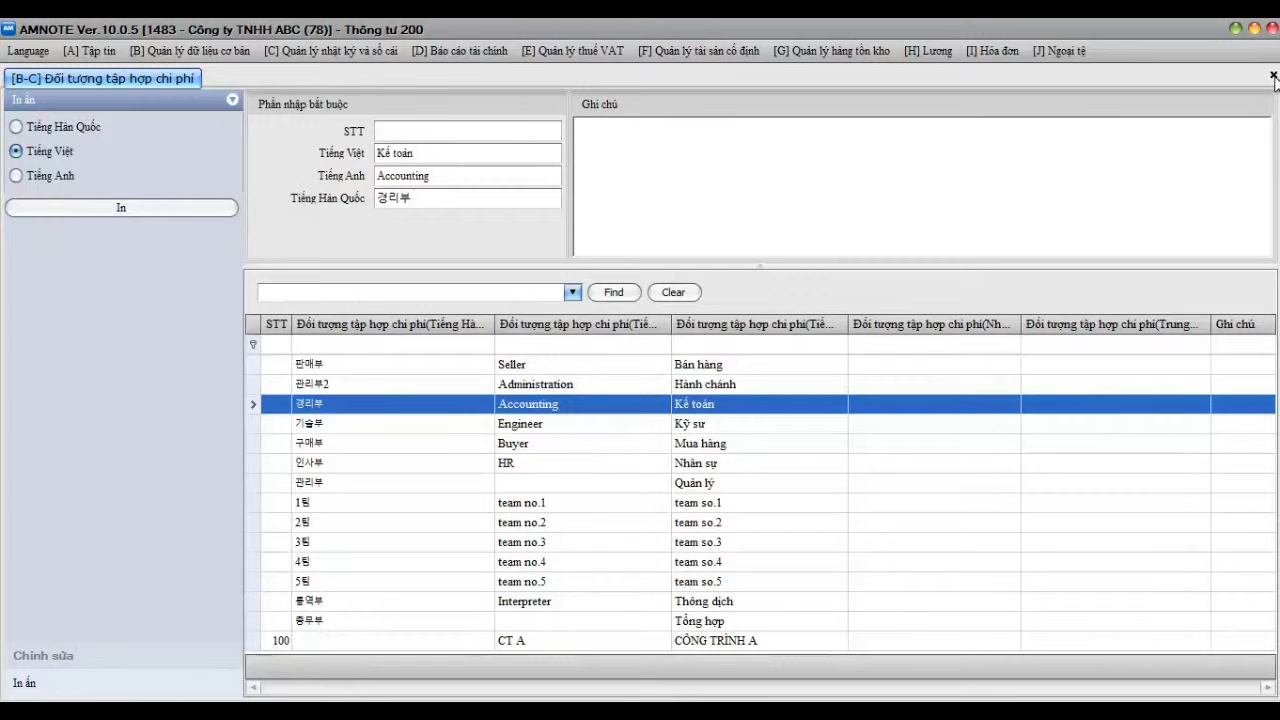 AMNOTE Ver.10.0.5 [1483 - Công ty TNHH ABC (78)] - Thông tư 200
Language [A] Tập tin [B] Quản lý dữ liệu cơ bản [C] Quản lý nhật ký và sổ cái [D] Báo cáo tài chính [E] Quản lý thuế VAT [F] Quản lý tài sản cố định [G] Quản lý hàng tồn kho [H] Lương [I] Hóa đơn [J] Ngoại tệ
[B-C] Đối tượng tập hợp chi phí
In ấn
Tiếng Hàn Quốc
Tiếng Việt
Tiếng Anh
In
Phần nhập bắt buộc
STT
Tiếng Việt Kế toán
Tiếng Anh Accounting
Tiếng Hàn Quốc 경리부
Ghi chú
Find Clear
STT Đối tượng tập hợp chi phí(Tiếng Hà... Đối tượng tập hợp chi phí(Tiế... Đối tượng tập hợp chi phí(Tiế... Đối tượng tập hợp chi phí(Nh... Đối tượng tập hợp chi phí(Trung... Ghi chú
판매부 Seller Bán hàng
관리부2 Administration Hành chánh
경리부 Accounting Kế toán
기술부 Engineer Kỹ sư
구매부 Buyer Mua hàng
인사부 HR Nhân sự
관리부 Quản lý
1팀 team no.1 team so.1
2팀 team no.2 team so.2
3팀 team no.3 team so.3
4팀 team no.4 team so.4
5팀 team no.5 team so.5
통역부 Interpreter Thông dịch
총무부 Tổng hợp
100 CT A CÔNG TRÌNH A
Chỉnh sửa
In ấn